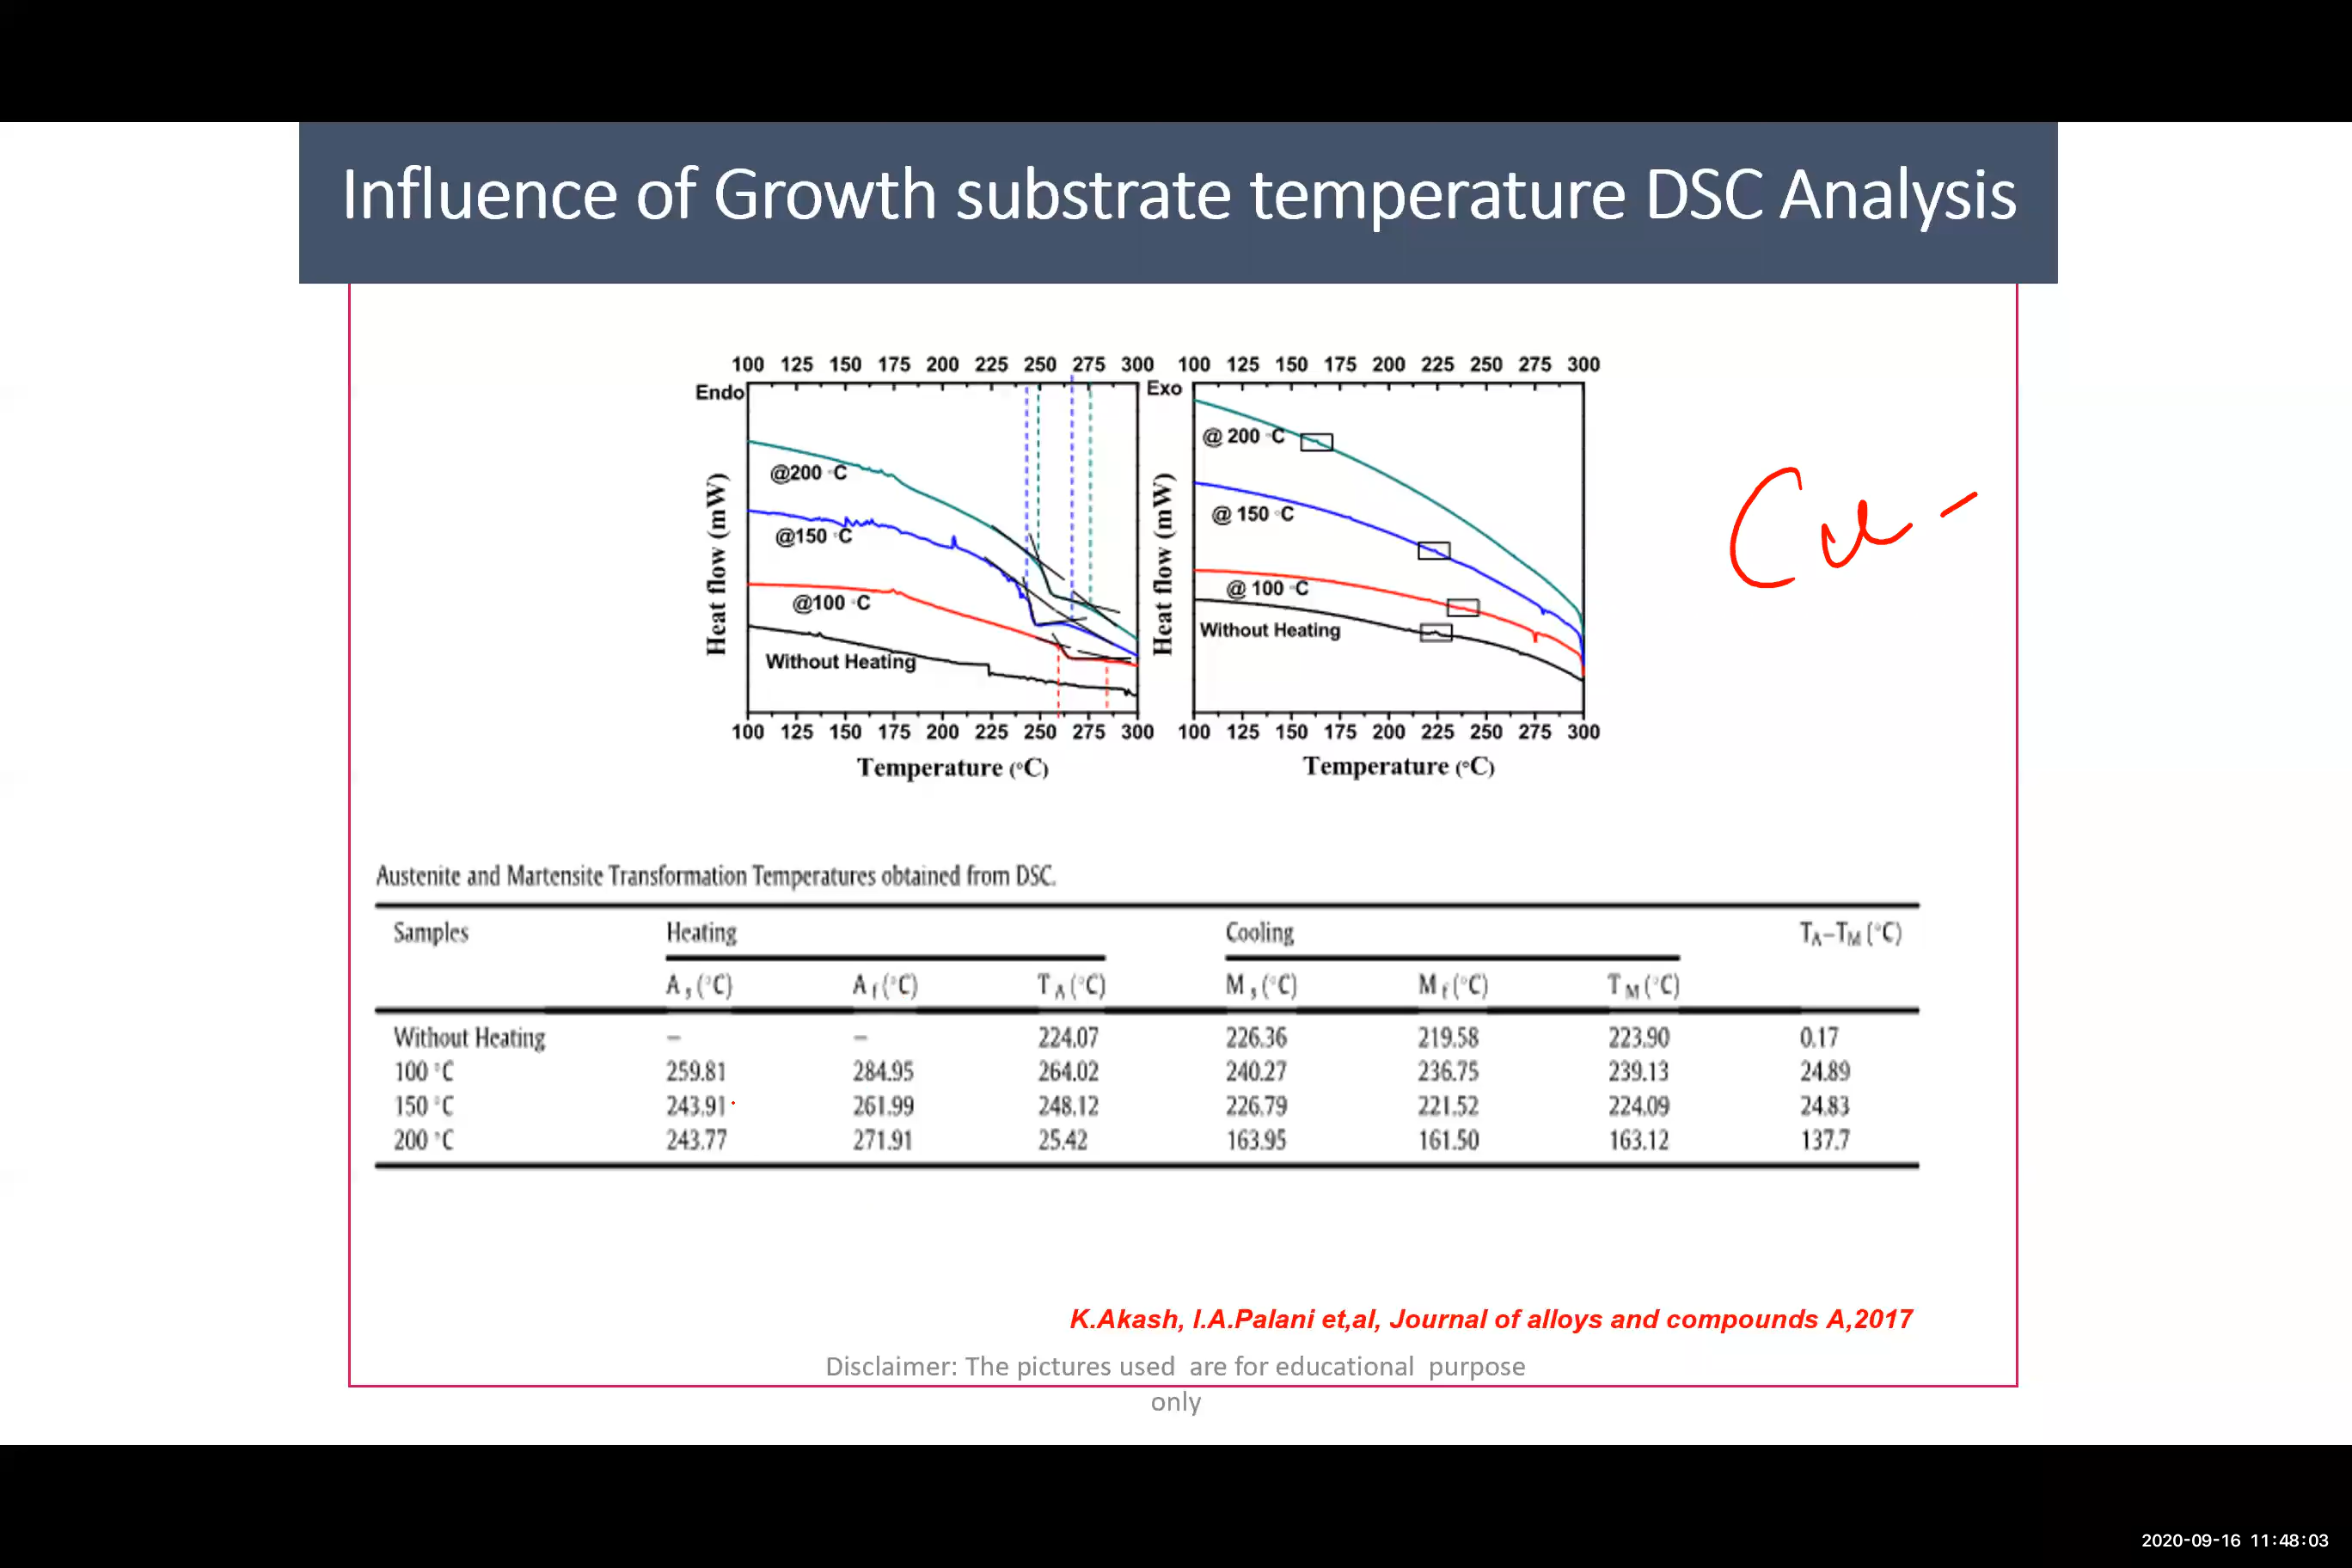 Influence of Growth substrate temperature DSC Analysis
100 125 150 175 200 225 250 275 300
100 125 150 175 200 225 250 275 300
Endo
Exo
@200 °C
@150 °C
@100 °C
Without Heating
Heat flow (mW)
@ 200 °C
@ 150 °C
@ 100 °C
Without Heating
Heat flow (mW)
100 125 150 175 200 225 250 275 300
100 125 150 175 200 225 250 275 300
Temperature (°C)
Temperature (°C)
Cu-
Austenite and Martensite Transformation Temperatures obtained from DSC.
Samples Heating Cooling TA–TM (°C)
As (°C) Af (°C) TA (°C) Ms (°C) Mf (°C) TM (°C)
Without Heating – – 224.07 226.36 219.58 223.90 0.17
100 °C 259.81 284.95 264.02 240.27 236.75 239.13 24.89
150 °C 243.91 261.99 248.12 226.79 221.52 224.09 24.83
200 °C 243.77 271.91 25.42 163.95 161.50 163.12 137.7
K.Akash, I.A.Palani et,al, Journal of alloys and compounds A,2017
Disclaimer: The pictures used are for educational purpose
only
2020-09-16 11:48:03